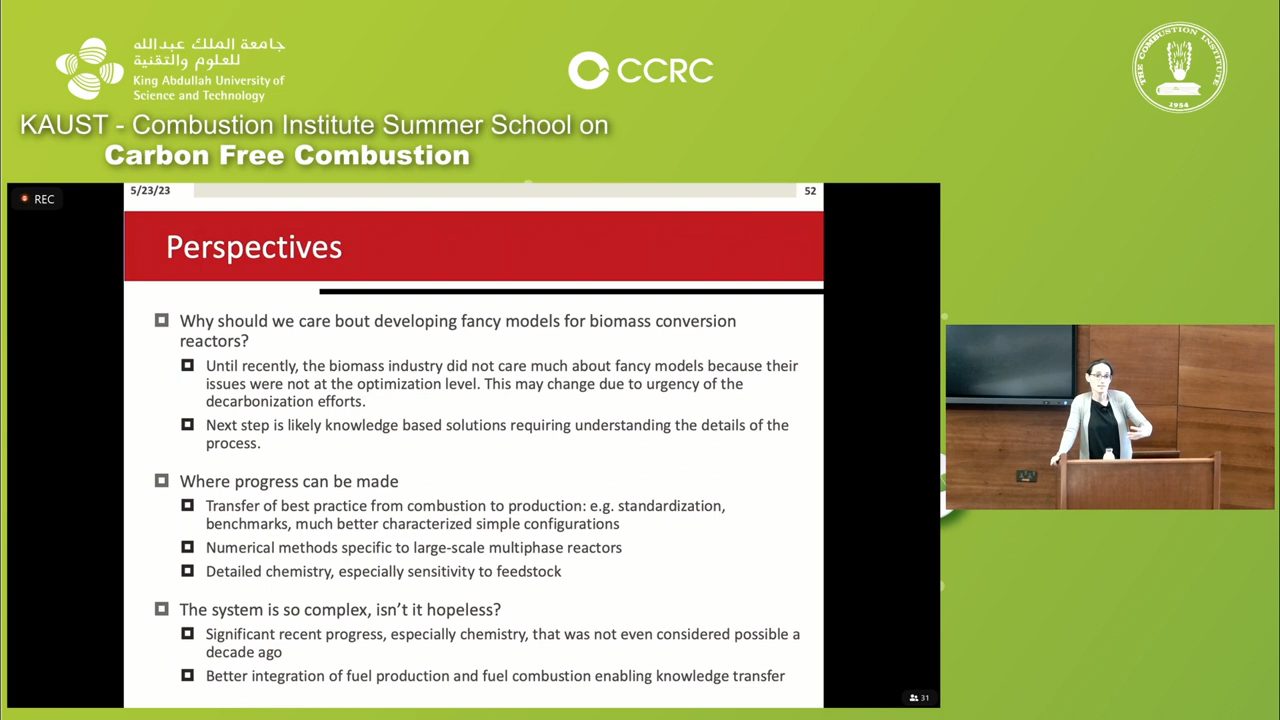 جامعة الملك عبدالله
للعلوم والتقنية
King Abdullah University of
Science and Technology
CCRC
THE COMBUSTION INSTITUTE
1954
KAUST - Combustion Institute Summer School on
Carbon Free Combustion
REC
5/23/23
52
Perspectives
Why should we care bout developing fancy models for biomass conversion
reactors?
Until recently, the biomass industry did not care much about fancy models because their
issues were not at the optimization level. This may change due to urgency of the
decarbonization efforts.
Next step is likely knowledge based solutions requiring understanding the details of the
process.
Where progress can be made
Transfer of best practice from combustion to production: e.g. standardization,
benchmarks, much better characterized simple configurations
Numerical methods specific to large-scale multiphase reactors
Detailed chemistry, especially sensitivity to feedstock
The system is so complex, isn’t it hopeless?
Significant recent progress, especially chemistry, that was not even considered possible a
decade ago
Better integration of fuel production and fuel combustion enabling knowledge transfer
31